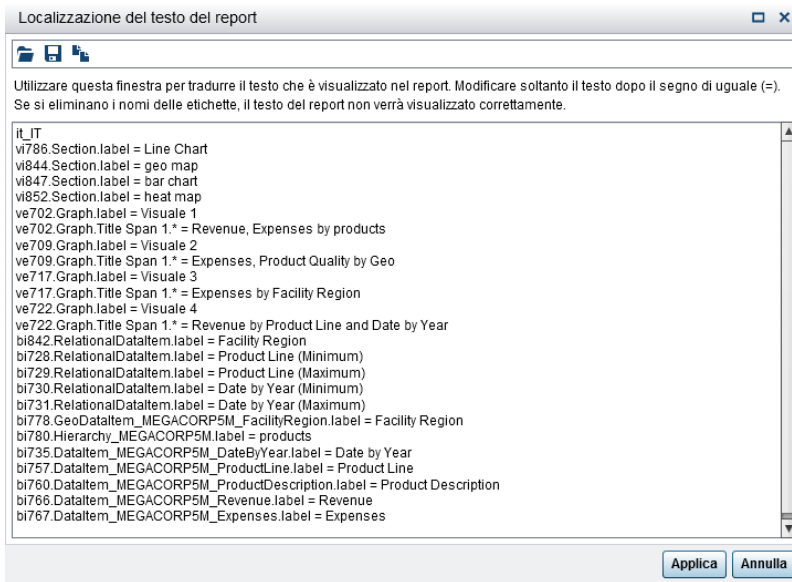 Localizzazione del testo del report
Utilizzare questa finestra per tradurre il testo che è visualizzato nel report. Modificare soltanto il testo dopo il segno di uguale (=).
Se si eliminano i nomi delle etichette, il testo del report non verrà visualizzato correttamente.
it_IT
vi786.Section.label = Line Chart
vi844.Section.label = geo map
vi847.Section.label = bar chart
vi852.Section.label = heat map
ve702.Graph.label = Visuale 1
ve702.Graph.Title Span 1.* = Revenue, Expenses by products
ve709.Graph.label = Visuale 2
ve709.Graph.Title Span 1.* = Expenses, Product Quality by Geo
ve717.Graph.label = Visuale 3
ve717.Graph.Title Span 1.* = Expenses by Facility Region
ve722.Graph.label = Visuale 4
ve722.Graph.Title Span 1.* = Revenue by Product Line and Date by Year
bi842.RelationalDataItem.label = Facility Region
bi728.RelationalDataItem.label = Product Line (Minimum)
bi729.RelationalDataItem.label = Product Line (Maximum)
bi730.RelationalDataItem.label = Date by Year (Minimum)
bi731.RelationalDataItem.label = Date by Year (Maximum)
bi778.GeoDataItem_MEGACORP5M_FacilityRegion.label = Facility Region
bi780.Hierarchy_MEGACORP5M.label = products
bi735.DataItem_MEGACORP5M_DateByYear.label = Date by Year
bi757.DataItem_MEGACORP5M_ProductLine.label = Product Line
bi760.DataItem_MEGACORP5M_ProductDescription.label = Product Description
bi766.DataItem_MEGACORP5M_Revenue.label = Revenue
bi767.DataItem_MEGACORP5M_Expenses.label = Expenses
Applica Annulla